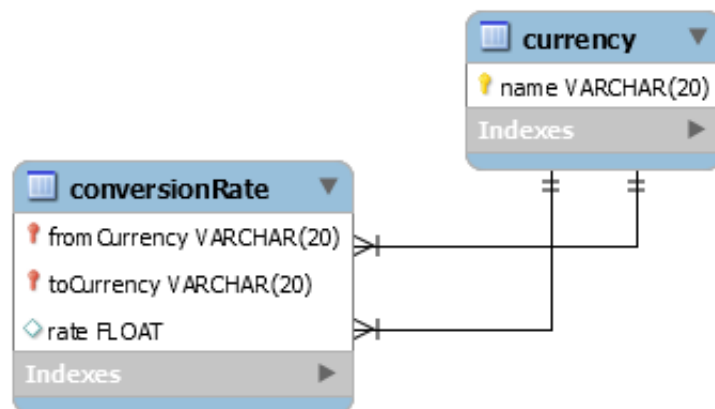 currency
name VARCHAR(20)
Indexes
conversionRate
fromCurrency VARCHAR(20)
toCurrency VARCHAR(20)
rate FLOAT
Indexes